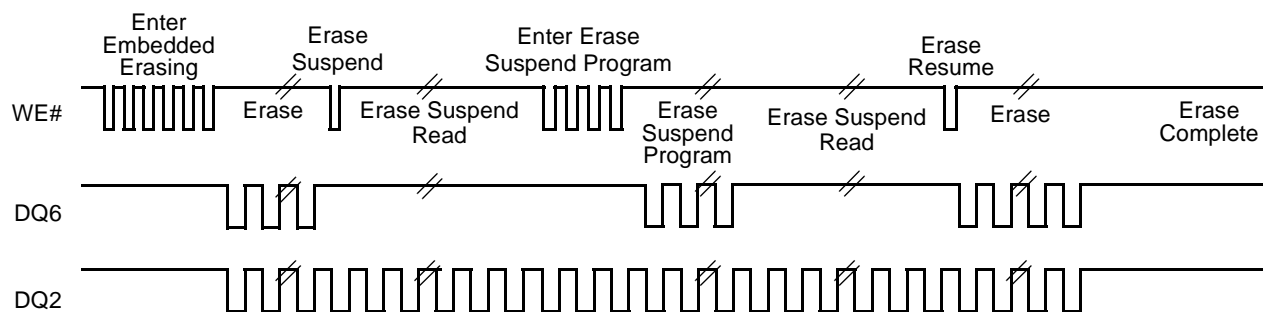 Enter
Embedded
Erasing
Erase
Suspend
Enter Erase
Suspend Program
Erase
Resume
WE#
Erase
Erase Suspend
Read
Erase
Suspend
Program
Erase Suspend
Read
Erase
Erase
Complete
DQ6
DQ2